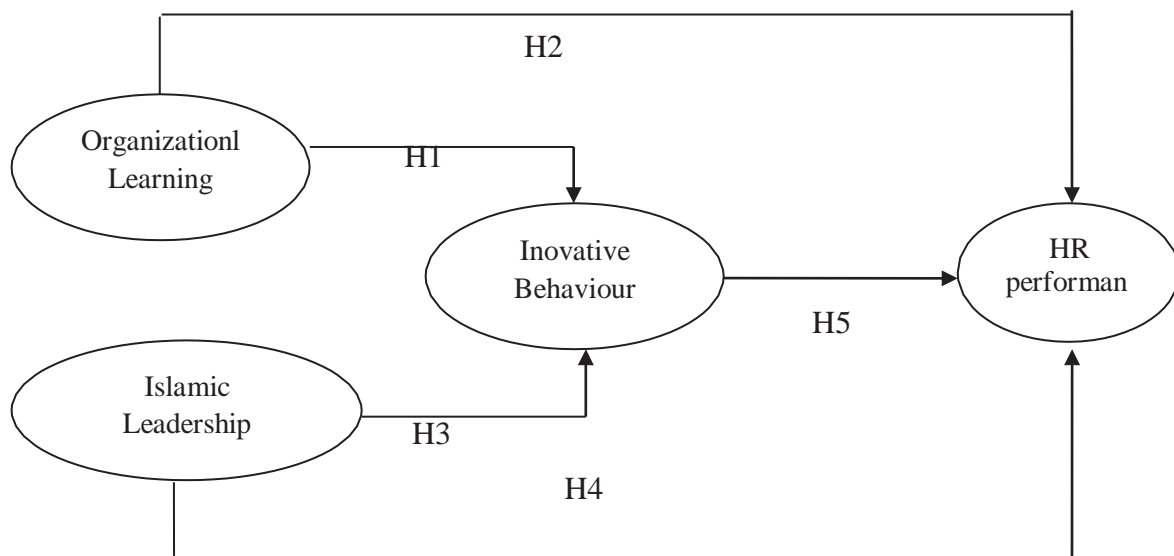 H2
Organizationl
Learning
H1
Inovative
Behaviour
HR
performan
H5
Islamic
Leadership
H3
H4